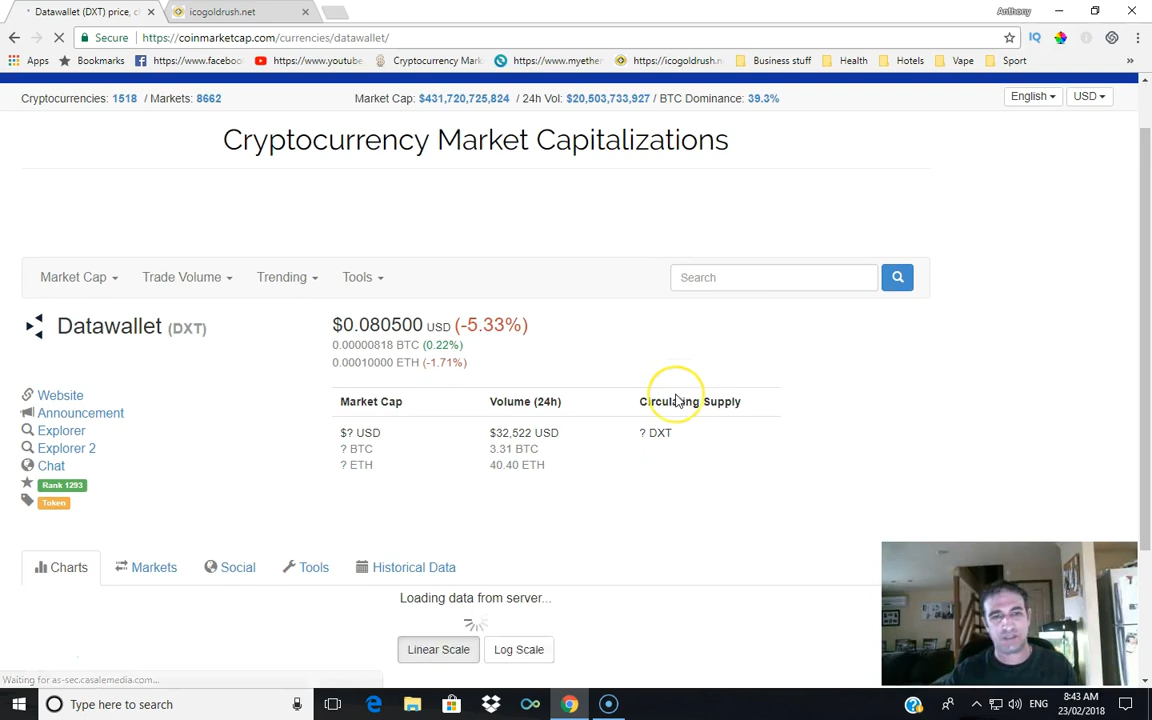 Datawallet (DXT) price, c
icogoldrush.net
Anthony
Secure
https://coinmarketcap.com/currencies/datawallet/
IQ
Apps
Bookmarks
https://www.faceboo
https://www.youtube
Cryptocurrency Mark
https://www.myether
https://icogoldrush.n
Business stuff
Health
Hotels
Vape
Sport
»
Cryptocurrencies: 1518 / Markets: 8662
Market Cap: $431,720,725,824 / 24h Vol: $20,503,733,927 / BTC Dominance: 39.3%
English
USD
Cryptocurrency Market Capitalizations
Market Cap
Trade Volume
Trending
Tools
Search
Datawallet (DXT)
$0.080500 USD (-5.33%)
0.00000818 BTC (0.22%)
0.00010000 ETH (-1.71%)
Website
Announcement
Explorer
Explorer 2
Chat
Rank 1293
Token
Market Cap
Volume (24h)
Circulating Supply
$? USD
$32,522 USD
? DXT
? BTC
3.31 BTC
? ETH
40.40 ETH
Charts
Markets
Social
Tools
Historical Data
Loading data from server...
Linear Scale
Log Scale
Waiting for as-sec.casalemedia.com...
Type here to search
ENG
8:43 AM
23/02/2018